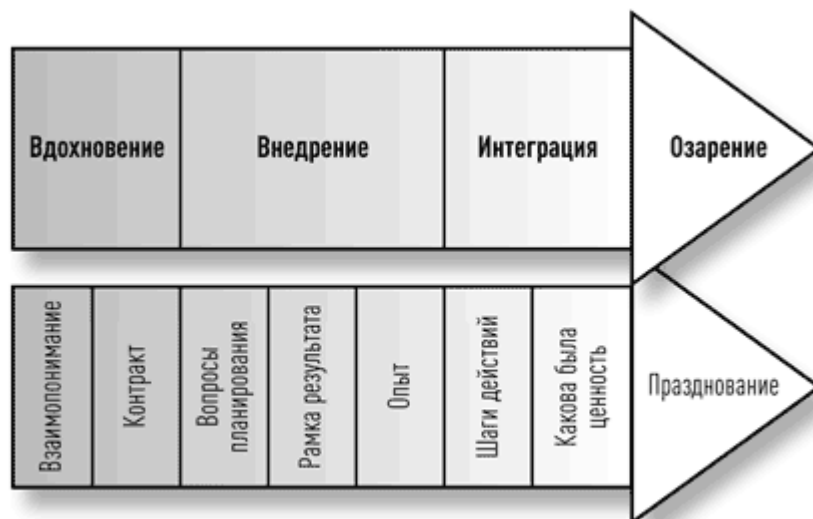 Вдохновение
Внедрение
Интеграция
Озарение
Взаимопонимание
Контракт
Вопросы
планирования
Рамка результата
Опыт
Шаги действий
Какова была
ценность
Празднование